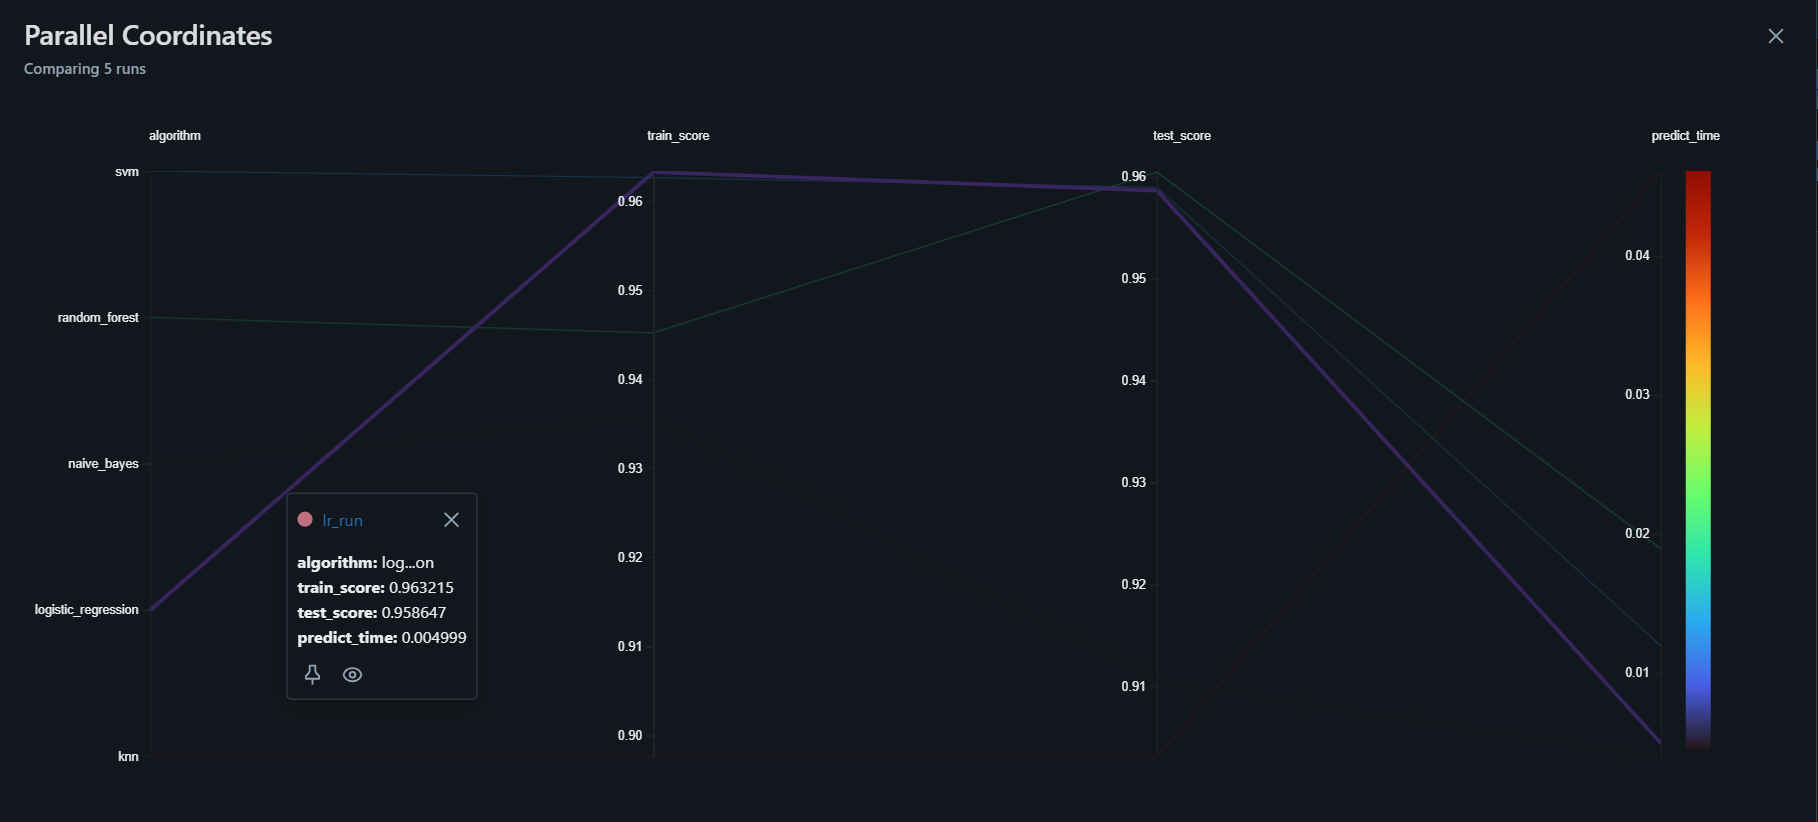 Parallel Coordinates
Comparing 5 runs
algorithm
train_score
test_score
predict_time
svm
random_forest
naive_bayes
logistic_regression
knn
0.96
0.95
0.94
0.93
0.92
0.91
0.90
0.96
0.95
0.94
0.93
0.92
0.91
0.04
0.03
0.02
0.01
lr_run
algorithm: log...on
train_score: 0.963215
test_score: 0.958647
predict_time: 0.004999